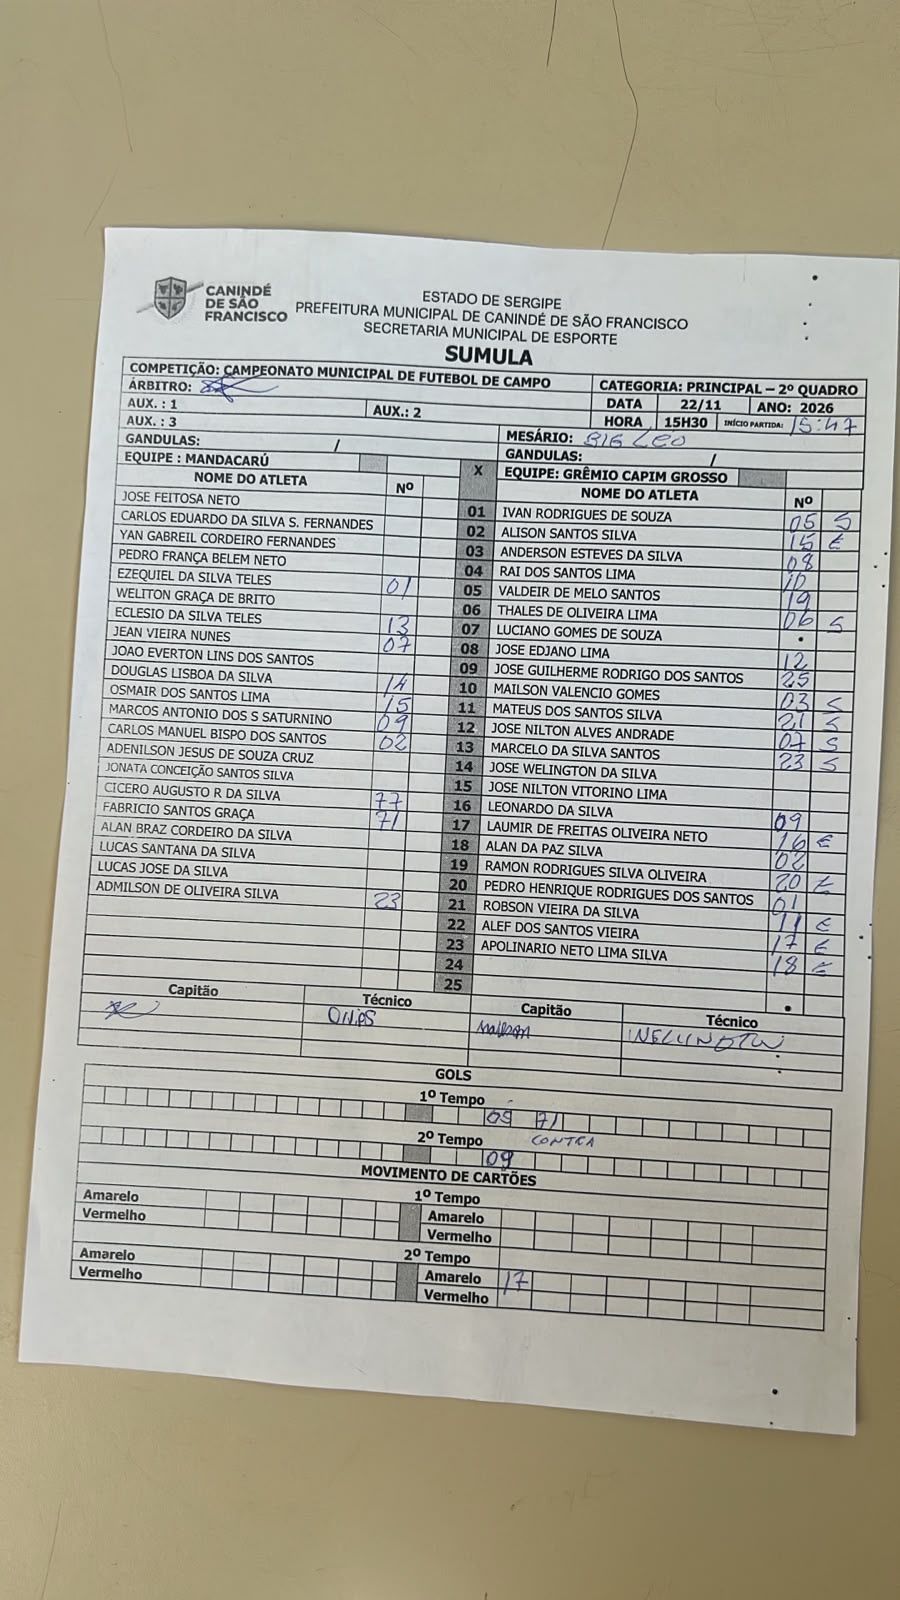 CANINDÉ
DE SÃO
FRANCISCO
ESTADO DE SERGIPE
PREFEITURA MUNICIPAL DE CANINDÉ DE SÃO FRANCISCO
SECRETARIA MUNICIPAL DE ESPORTE
SUMULA
COMPETIÇÃO: CAMPEONATO MUNICIPAL DE FUTEBOL DE CAMPO CATEGORIA: PRINCIPAL – 2º QUADRO
ÁRBITRO:
DATA 22/11 ANO: 2026
AUX. : 1 AUX.: 2
HORA 15H30 INÍCIO PARTIDA: 15:47
AUX. : 3
MESÁRIO: BIG LEO
GANDULAS: / GANDULAS: /
EQUIPE : MANDACARÚ X EQUIPE: GRÊMIO CAPIM GROSSO
NOME DO ATLETA Nº NOME DO ATLETA Nº
JOSE FEITOSA NETO 01 IVAN RODRIGUES DE SOUZA 05 S
CARLOS EDUARDO DA SILVA S. FERNANDES 02 ALISON SANTOS SILVA 15 E
YAN GABREIL CORDEIRO FERNANDES 03 ANDERSON ESTEVES DA SILVA 08
PEDRO FRANÇA BELEM NETO 04 RAI DOS SANTOS LIMA 10
EZEQUIEL DA SILVA TELES 01 05 VALDEIR DE MELO SANTOS 19
WELITON GRAÇA DE BRITO 06 THALES DE OLIVEIRA LIMA 06 S
ECLESIO DA SILVA TELES 13 07 LUCIANO GOMES DE SOUZA
JEAN VIEIRA NUNES 07 08 JOSE EDJANO LIMA 12
JOAO EVERTON LINS DOS SANTOS 09 JOSE GUILHERME RODRIGO DOS SANTOS 25
DOUGLAS LISBOA DA SILVA 14 10 MAILSON VALENCIO GOMES 03 S
OSMAIR DOS SANTOS LIMA 15 11 MATEUS DOS SANTOS SILVA 21 S
MARCOS ANTONIO DOS S SATURNINO 09 12 JOSE NILTON ALVES ANDRADE 07 S
CARLOS MANUEL BISPO DOS SANTOS 02 13 MARCELO DA SILVA SANTOS 23 S
ADENILSON JESUS DE SOUZA CRUZ 14 JOSE WELINGTON DA SILVA
JONATA CONCEIÇÃO SANTOS SILVA 15 JOSE NILTON VITORINO LIMA
CICERO AUGUSTO R DA SILVA 77 16 LEONARDO DA SILVA 09
FABRICIO SANTOS GRAÇA 71 17 LAUMIR DE FREITAS OLIVEIRA NETO 16 E
ALAN BRAZ CORDEIRO DA SILVA 18 ALAN DA PAZ SILVA 02
LUCAS SANTANA DA SILVA 19 RAMON RODRIGUES SILVA OLIVEIRA 20 E
LUCAS JOSE DA SILVA 20 PEDRO HENRIQUE RODRIGUES DOS SANTOS 01
ADMILSON DE OLIVEIRA SILVA 23 21 ROBSON VIEIRA DA SILVA 11 E
22 ALEF DOS SANTOS VIEIRA 17 E
23 APOLINARIO NETO LIMA SILVA 18 E
24
25
Capitão Técnico Capitão Técnico
GOLS
1º Tempo
71
2º Tempo CONTRA
09
MOVIMENTO DE CARTÕES
1º Tempo
Amarelo Amarelo
Vermelho Vermelho
2º Tempo
Amarelo Amarelo 17
Vermelho Vermelho